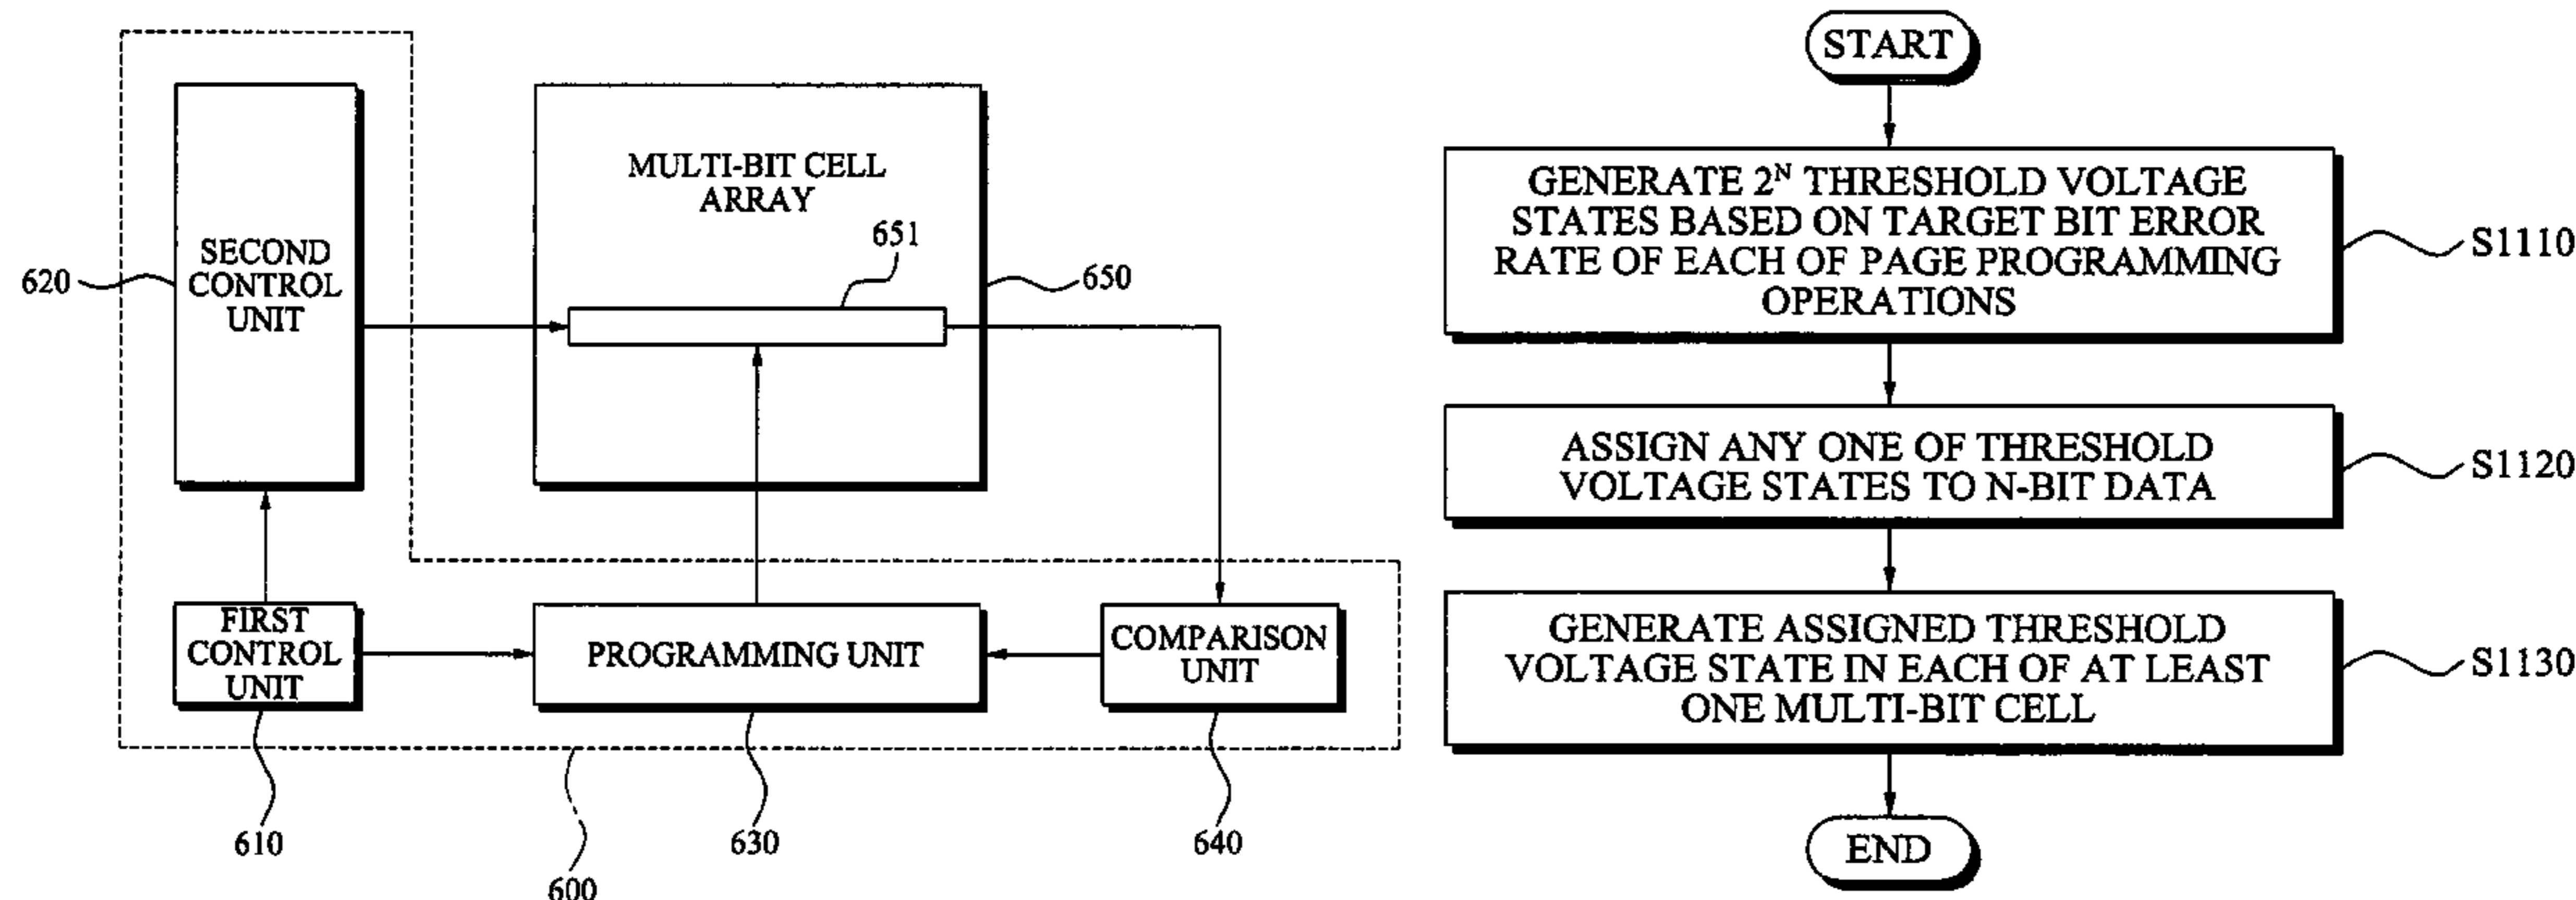 MULTI-BIT CELL
ARRAY
651
650
SECOND
CONTROL
UNIT
620
FIRST
CONTROL
UNIT
PROGRAMMING UNIT
COMPARISON
UNIT
610
630
640
600
START
GENERATE 2ᴺ THRESHOLD VOLTAGE
STATES BASED ON TARGET BIT ERROR
RATE OF EACH OF PAGE PROGRAMMING
OPERATIONS
S1110
ASSIGN ANY ONE OF THRESHOLD
VOLTAGE STATES TO N-BIT DATA
S1120
GENERATE ASSIGNED THRESHOLD
VOLTAGE STATE IN EACH OF AT LEAST
ONE MULTI-BIT CELL
S1130
END